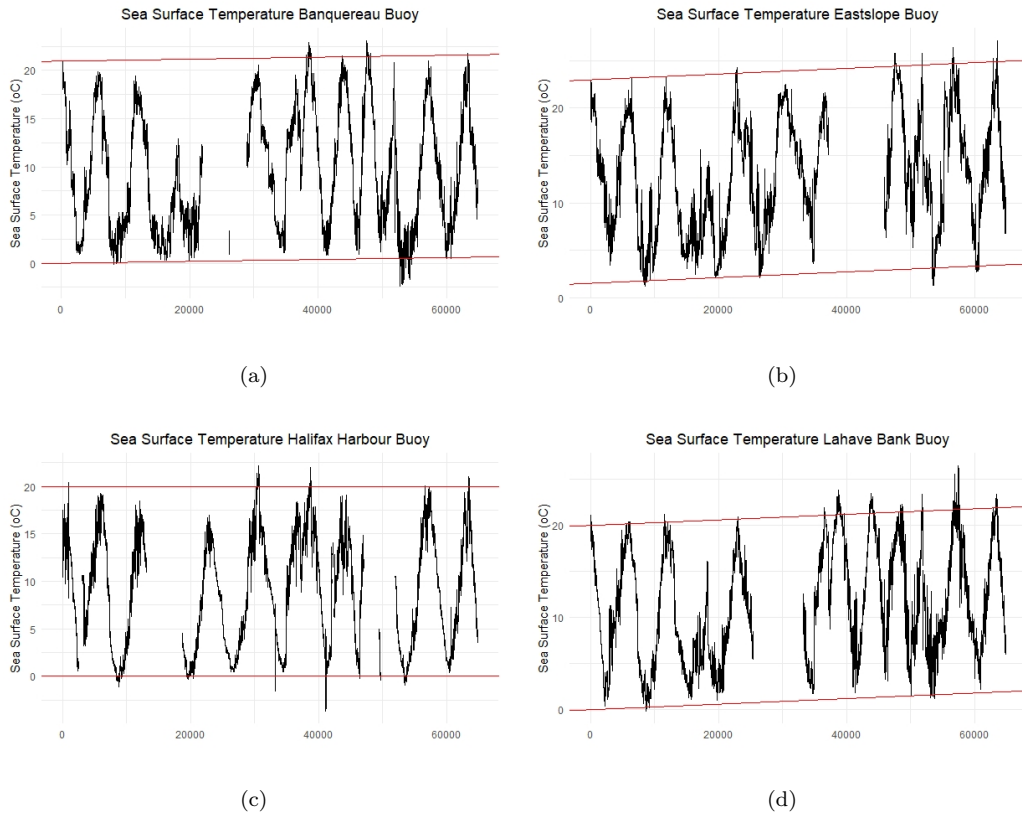 Sea Surface Temperature Banquereau Buoy
Sea Surface Temperature (oC)
20
15
10
5
0
0 20000 40000 60000
(a)
Sea Surface Temperature Eastslope Buoy
Sea Surface Temperature (oC)
20
10
0
0 20000 40000 60000
(b)
Sea Surface Temperature Halifax Harbour Buoy
Sea Surface Temperature (oC)
20
15
10
5
0
0 20000 40000 60000
(c)
Sea Surface Temperature Lahave Bank Buoy
Sea Surface Temperature (oC)
20
10
0
0 20000 40000 60000
(d)